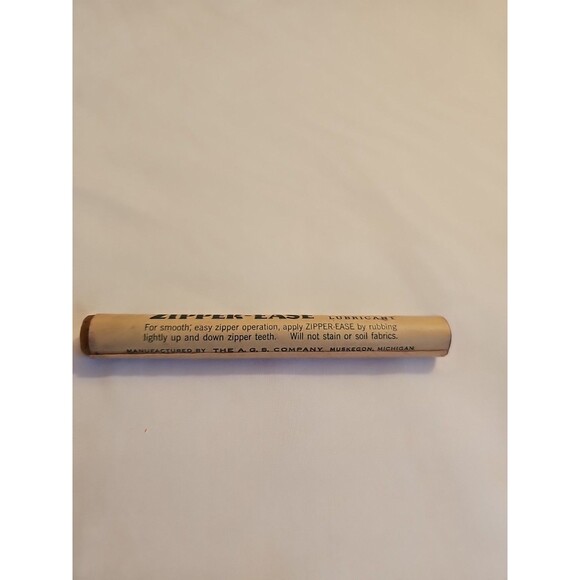 ZIPPER-EASE LUBRICANT
For smooth, easy zipper operation, apply ZIPPER-EASE by rubbing
lightly up and down zipper teeth. Will not stain or soil fabrics.
MANUFACTURED BY THE A. G. S. COMPANY MUSKEGON, MICHIGAN